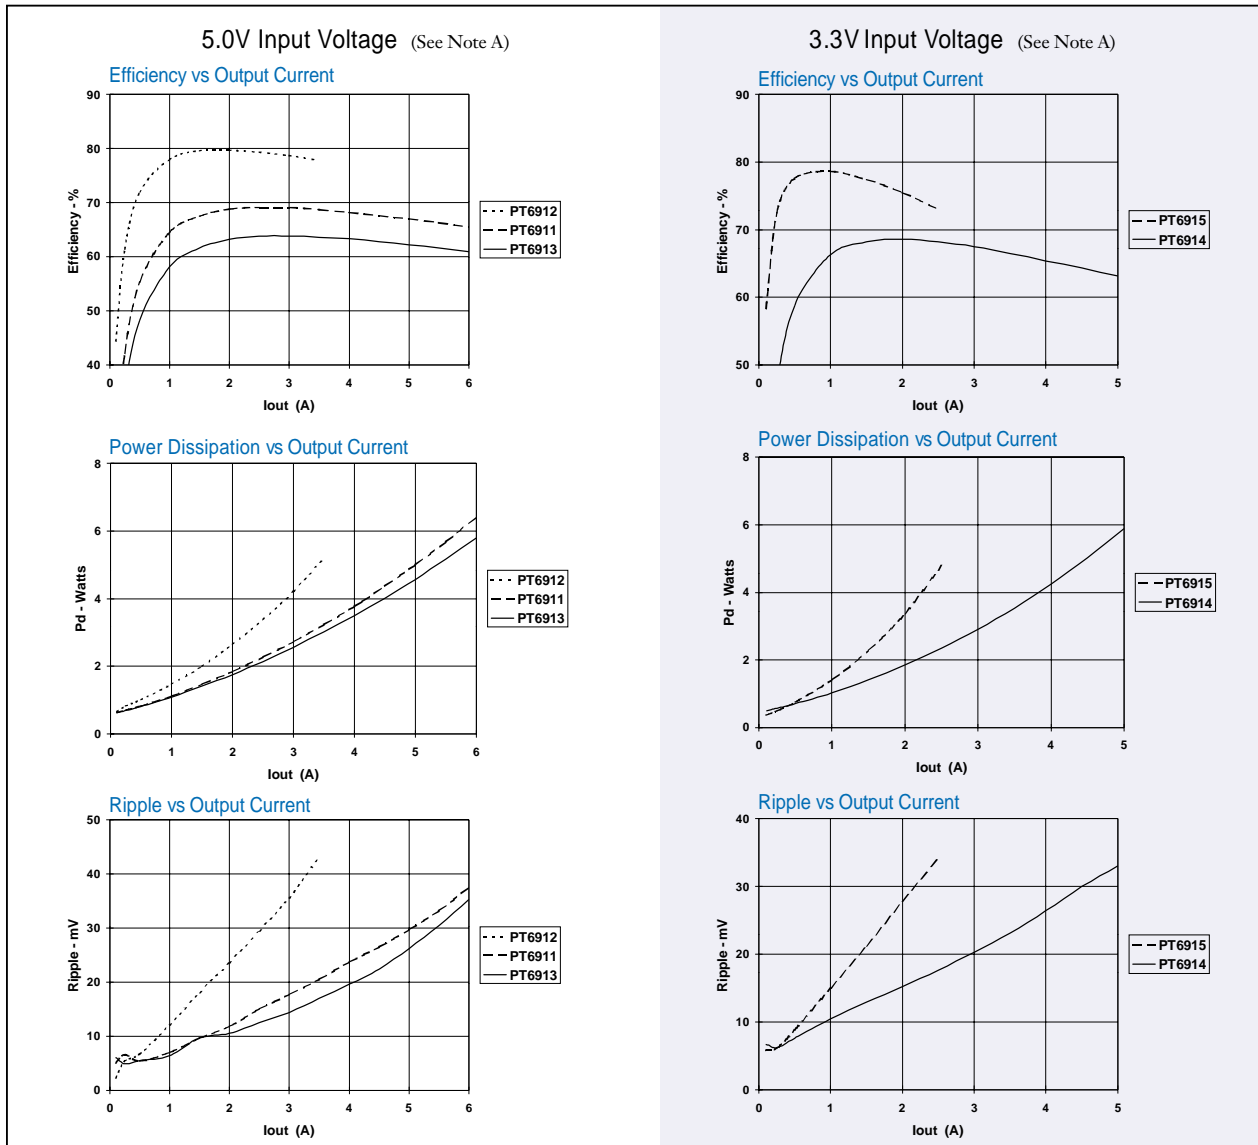 5.0V Input Voltage (See Note A)
Efficiency vs Output Current
90
80
70
60
50
40
Efficiency - %
0 1 2 3 4 5 6
Iout (A)
PT6912
PT6911
PT6913
Power Dissipation vs Output Current
8
6
4
2
0
Pd - Watts
0 1 2 3 4 5 6
Iout (A)
PT6912
PT6911
PT6913
Ripple vs Output Current
50
40
30
20
10
0
Ripple - mV
0 1 2 3 4 5 6
Iout (A)
PT6912
PT6911
PT6913
3.3V Input Voltage (See Note A)
Efficiency vs Output Current
90
80
70
60
50
Efficiency - %
0 1 2 3 4 5
Iout (A)
PT6915
PT6914
Power Dissipation vs Output Current
8
6
4
2
0
Pd - Watts
0 1 2 3 4 5
Iout (A)
PT6915
PT6914
Ripple vs Output Current
40
30
20
10
0
Ripple - mV
0 1 2 3 4 5
Iout (A)
PT6915
PT6914